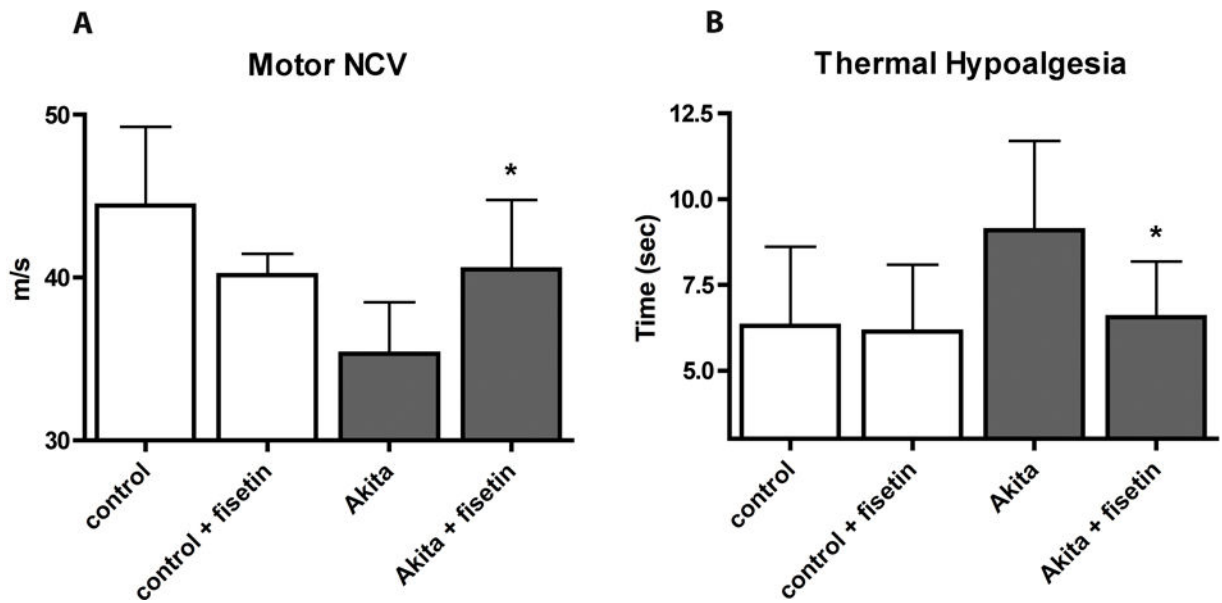 A
Motor NCV
50
40
30
m/s
*
control
control + fisetin
Akita
Akita + fisetin
B
Thermal Hypoalgesia
12.5
10.0
7.5
5.0
Time (sec)
*
control
control + fisetin
Akita
Akita + fisetin